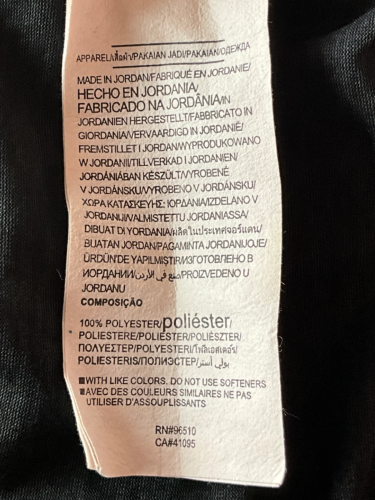 APPAREL/เสื้อผ้า/PAKAIAN JADI/PAKAIAN/ОДЕЖДА
MADE IN JORDAN/FABRIQUÉ EN JORDANIE/
HECHO EN JORDANIA/
FABRICADO NA JORDÂNIA/IN
JORDANIEN HERGESTELLT/FABBRICATO IN
GIORDANIA/VERVAARDIGD IN JORDANIË/
FREMSTILLET I JORDAN/WYPRODUKOWANO
W JORDANII/TILLVERKAD I JORDANIEN/
JORDÁNIÁBAN KÉSZÜLT/VYROBENÉ
V JORDÁNSKU/VYROBENO V JORDÁNSKU/
ΧΩΡΑ ΚΑΤΑΣΚΕΥΗΣ: ΙΟΡΔΑΝΙΑ/IZDELANO V
JORDANIJI/VALMISTETTU JORDANIASSA/
DIBUAT DI YORDANIA/ผลิตในประเทศจอร์แดน/
BUATAN JORDAN/PAGAMINTA JORDANIJOJE/
ÜRDÜN'DE YAPILMIŞTIR/ИЗГОТОВЛЕНО В
ИОРДАНИИ/صنع في الأردن/PROIZVEDENO U
JORDANU
COMPOSIÇÃO
100% POLYESTER/poliéster/
POLIESTERE/POLIESTER/POLIÉSZTER/
ΠΟΛΥΕΣΤΕΡ/POLYESTERI/โพลีเอสเตอร์/
POLIESTERIS/ПОЛИЭСТЕР/بولي أستر
WITH LIKE COLORS. DO NOT USE SOFTENERS
AVEC DES COULEURS SIMILAIRES NE PAS
UTILISER D'ASSOUPLISSANTS
RN#96510
CA#41095